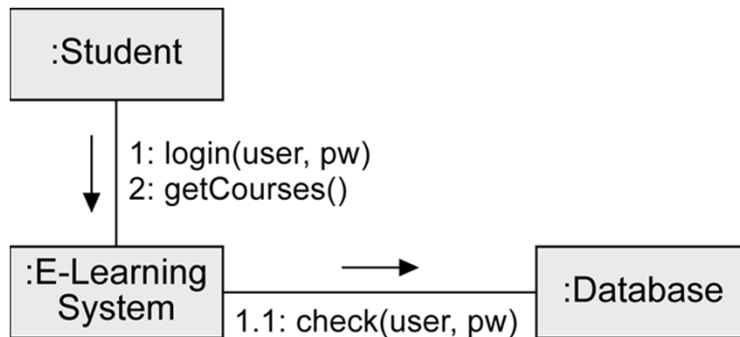 :Student
1: login(user, pw)
2: getCourses()
:E-Learning
System
:Database
1.1: check(user, pw)